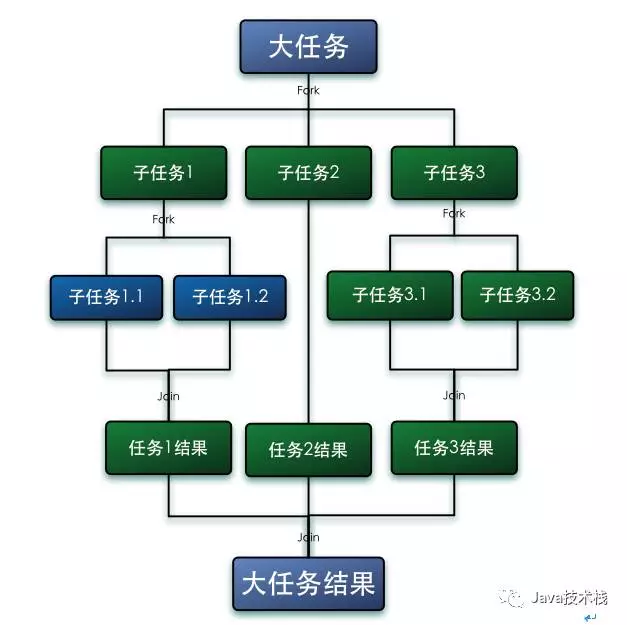 大任务
Fork
子任务1
子任务2
子任务3
Fork
Fork
子任务1.1
子任务1.2
子任务3.1
子任务3.2
Join
Join
任务1结果
任务2结果
任务3结果
Join
大任务结果
Java技术栈